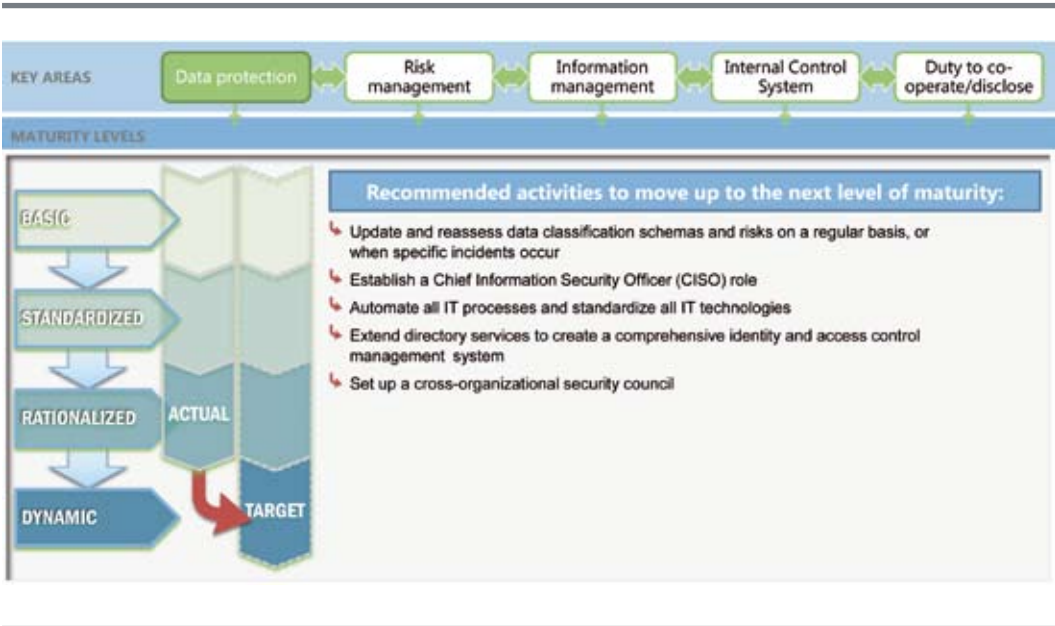 KEY AREAS
Data protection
Risk
management
Information
management
Internal Control
System
Duty to co-
operate/disclose
MATURITY LEVELS
BASIC
STANDARDIZED
RATIONALIZED
DYNAMIC
ACTUAL
TARGET
Recommended activities to move up to the next level of maturity:
Update and reassess data classification schemas and risks on a regular basis, or
when specific incidents occur
Establish a Chief Information Security Officer (CISO) role
Automate all IT processes and standardize all IT technologies
Extend directory services to create a comprehensive identity and access control
management system
Set up a cross-organizational security council